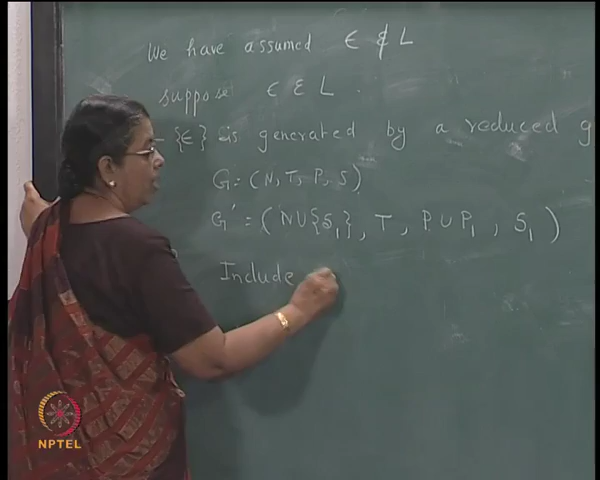 We have assumed ϵ ∉ L
suppose ϵ ∈ L .
- {ϵ} is generated by a reduced g
G = (N, T, P, S)
G' = ( N∪{S₁}, T, P ∪ P₁, S₁ )
Include
NPTEL